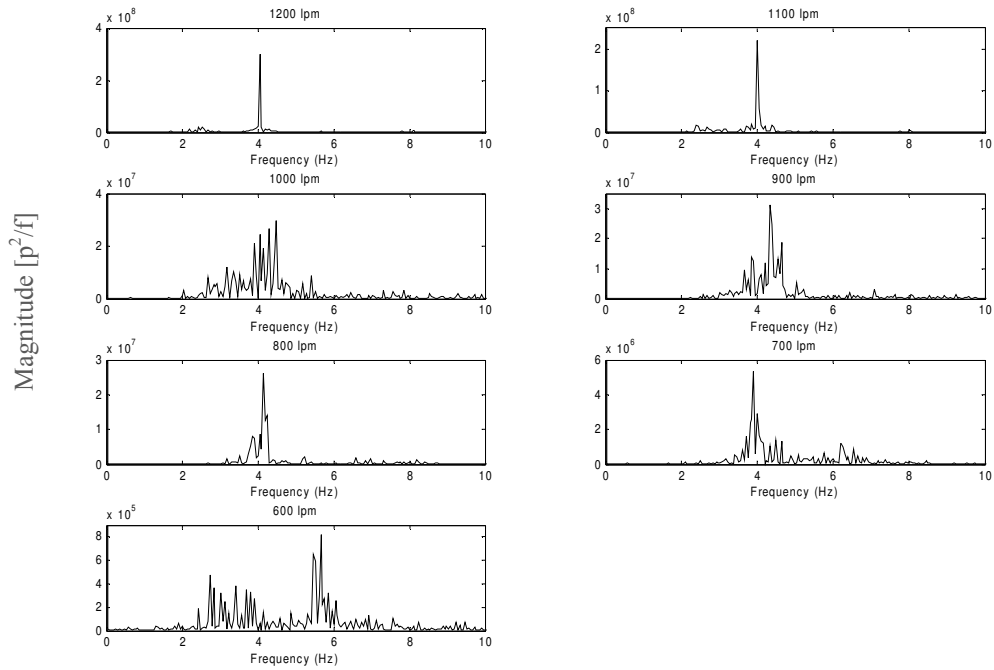 Magnitude [p²/f]
x 10⁸
1200 lpm
4
2
0
0 2 4 6 8 10
Frequency (Hz)
x 10⁸
1100 lpm
2
1
0
0 2 4 6 8 10
Frequency (Hz)
x 10⁷
1000 lpm
4
2
0
0 2 4 6 8 10
Frequency (Hz)
x 10⁷
900 lpm
3
2
1
0
0 2 4 6 8 10
Frequency (Hz)
x 10⁷
800 lpm
3
2
1
0
0 2 4 6 8 10
Frequency (Hz)
x 10⁶
700 lpm
6
4
2
0
0 2 4 6 8 10
Frequency (Hz)
x 10⁵
600 lpm
8
6
4
2
0
0 2 4 6 8 10
Frequency (Hz)